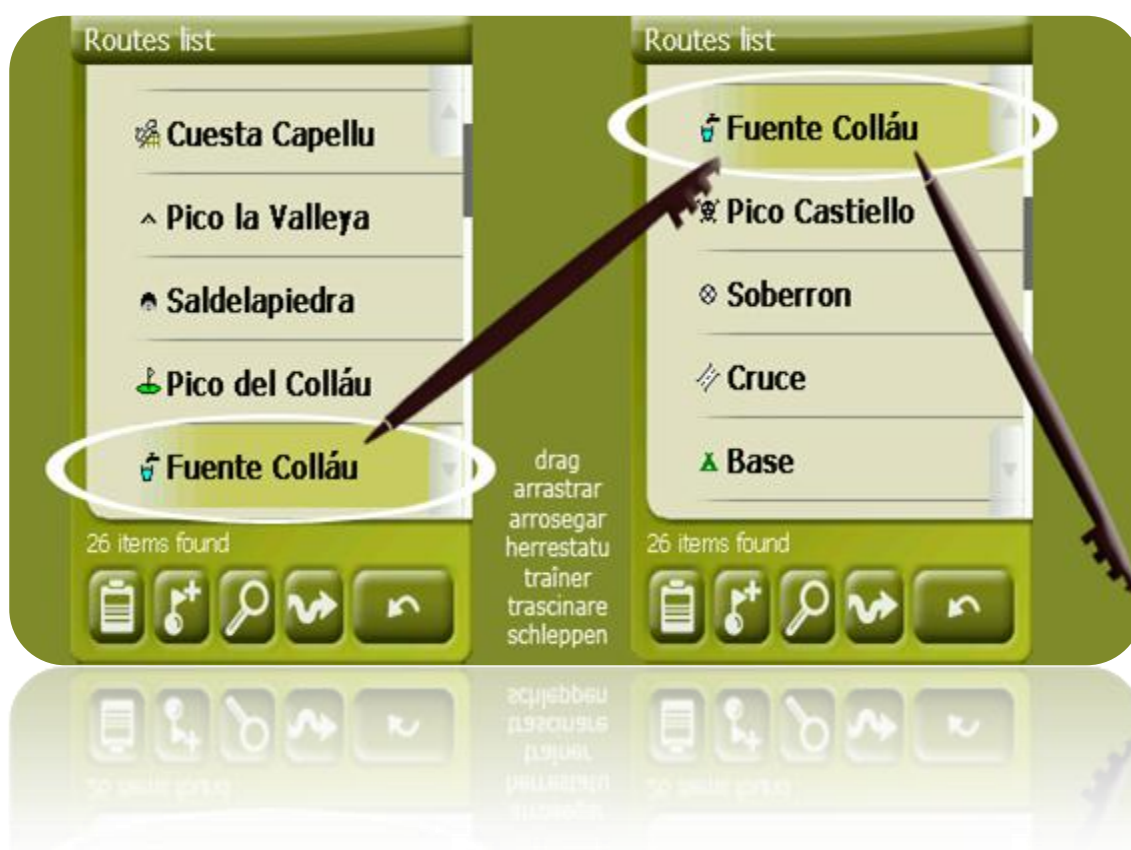 Routes list
Cuesta Capellu
Pico la Valleya
Saldelapiedra
Pico del Colláu
Fuente Colláu
26 items found
drag
arrastrar
arrosegar
herrestatu
traîner
trascinare
schleppen
Routes list
Fuente Colláu
Pico Castiello
Soberron
Cruce
Base
26 items found